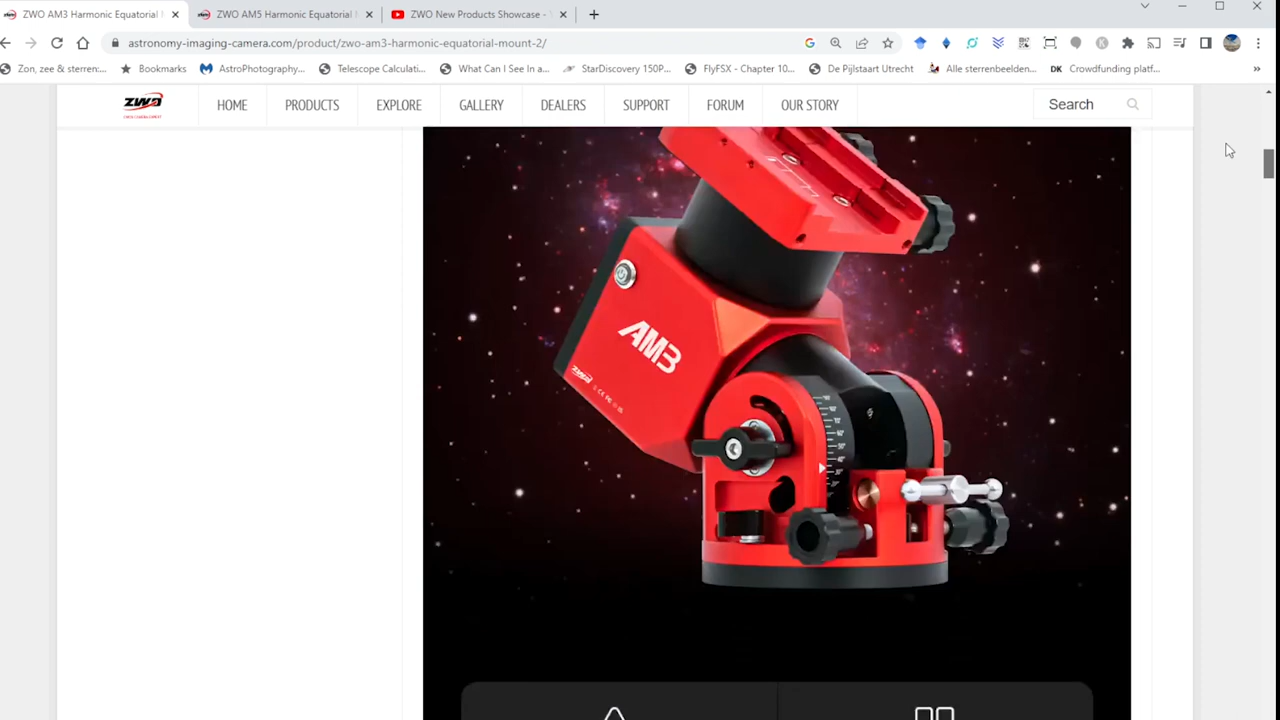 ZWO AM3 Harmonic Equatorial M
ZWO AM5 Harmonic Equatorial M
ZWO New Products Showcase -
astronomy-imaging-camera.com/product/zwo-am3-harmonic-equatorial-mount-2/
Zon, zee & sterren:... Bookmarks AstroPhotography... Telescope Calculati... What Can I See In a... StarDiscovery 150P... FlyFSX - Chapter 10... De Pijlstaart Utrecht Alle sterrenbeelden... DK Crowdfunding platf... »
ZWO HOME PRODUCTS EXPLORE GALLERY DEALERS SUPPORT FORUM OUR STORY Search
AM3
ZWO